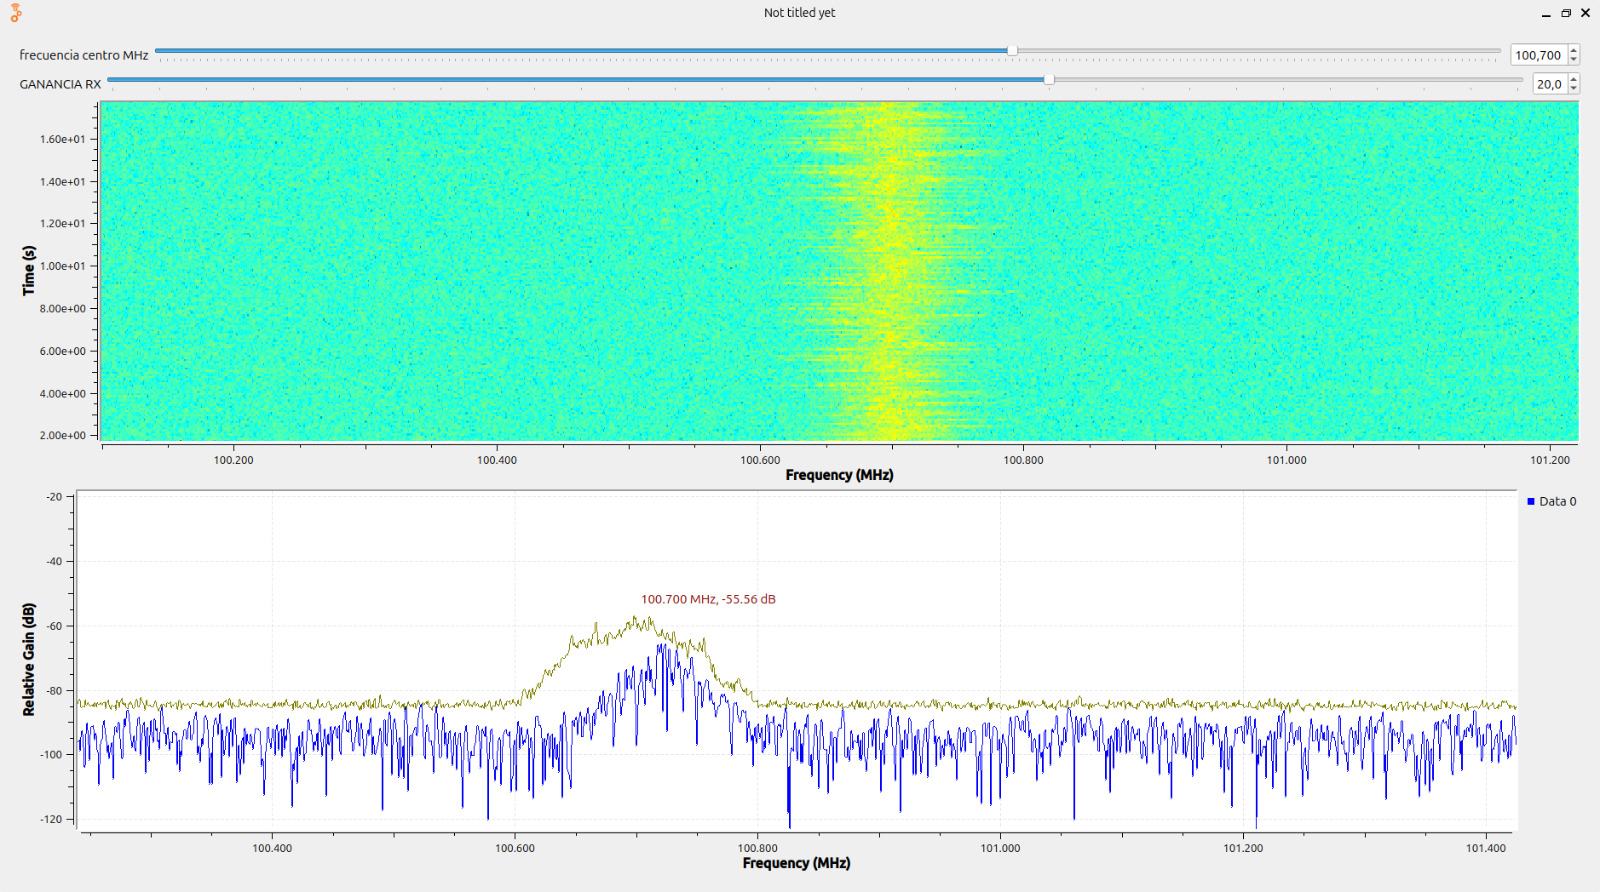 Not titled yet
frecuencia centro MHz 100,700
GANANCIA RX 20,0
1.60e+01
1.40e+01
1.20e+01
1.00e+01
8.00e+00
6.00e+00
4.00e+00
2.00e+00
Time (s)
100.200 100.400 100.600 100.800 101.000 101.200
Frequency (MHz)
-20
-40
-60
-80
-100
-120
Relative Gain (dB)
Data 0
100.700 MHz, -55.56 dB
100.400 100.600 100.800 101.000 101.200 101.400
Frequency (MHz)